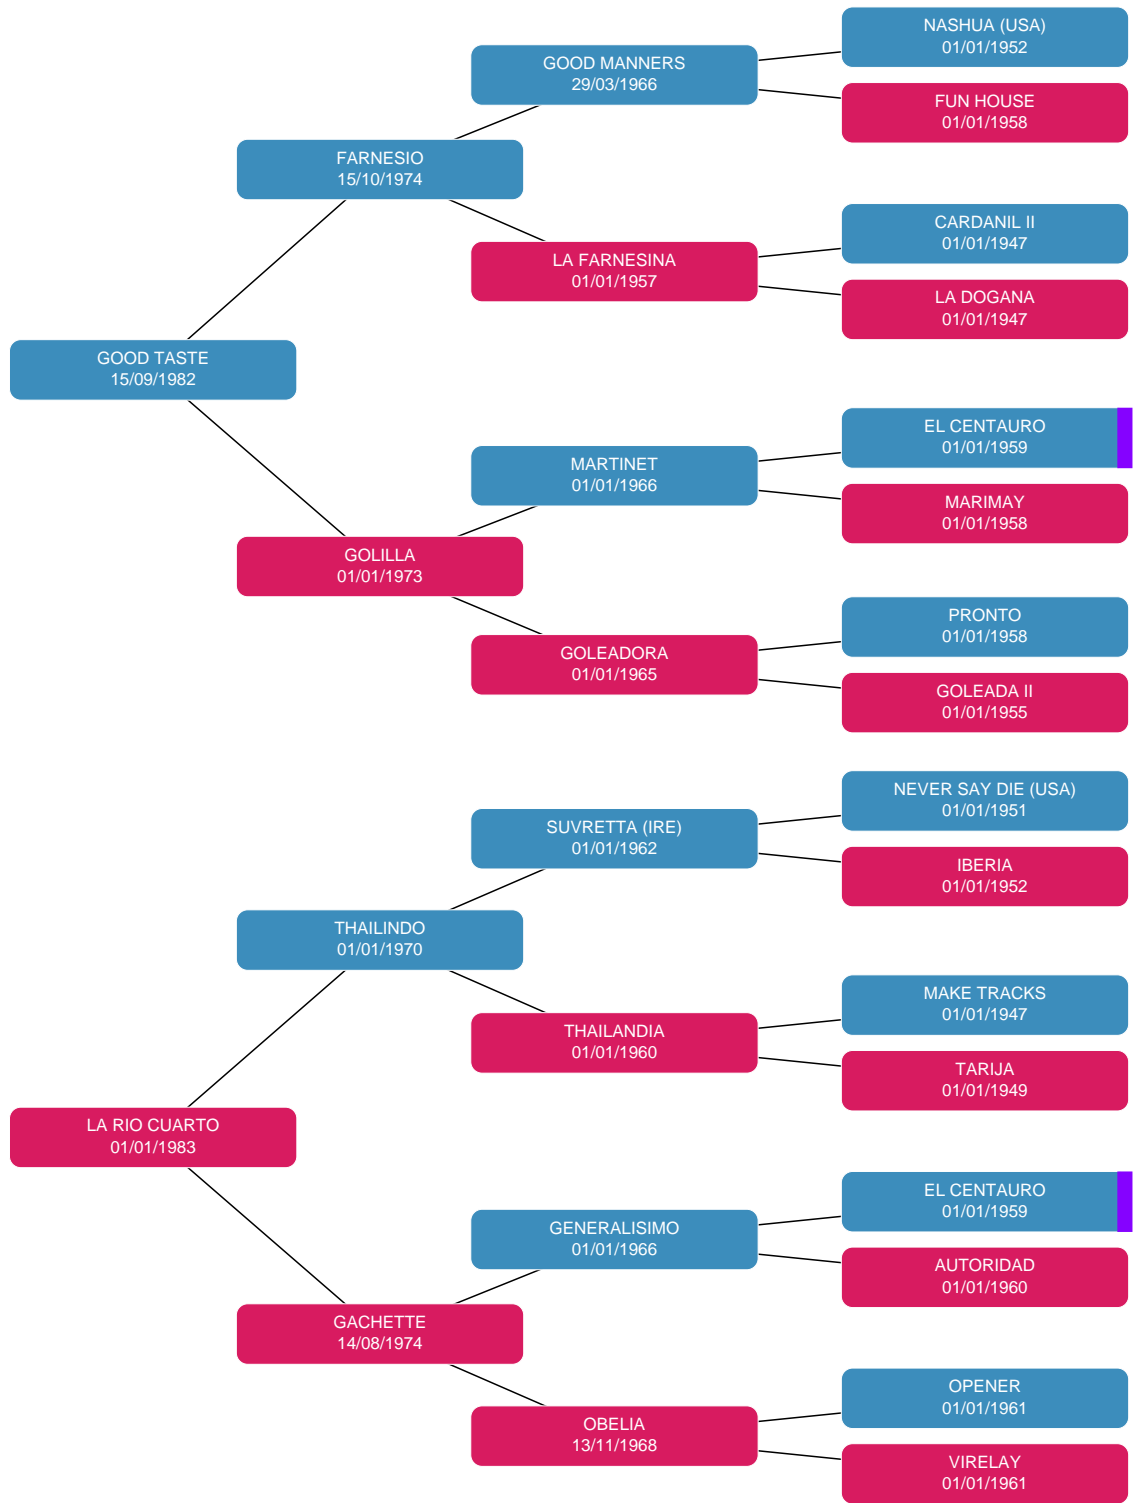 NASHUA (USA)
01/01/1952
GOOD MANNERS
29/03/1966
FUN HOUSE
01/01/1958
FARNESIO
15/10/1974
CARDANIL II
01/01/1947
LA FARNESINA
01/01/1957
LA DOGANA
01/01/1947
GOOD TASTE
15/09/1982
EL CENTAURO
01/01/1959
MARTINET
01/01/1966
MARIMAY
01/01/1958
GOLILLA
01/01/1973
PRONTO
01/01/1958
GOLEADORA
01/01/1965
GOLEADA II
01/01/1955
NEVER SAY DIE (USA)
01/01/1951
SUVRETTA (IRE)
01/01/1962
IBERIA
01/01/1952
THAILINDO
01/01/1970
MAKE TRACKS
01/01/1947
THAILANDIA
01/01/1960
TARIJA
01/01/1949
LA RIO CUARTO
01/01/1983
EL CENTAURO
01/01/1959
GENERALISIMO
01/01/1966
AUTORIDAD
01/01/1960
GACHETTE
14/08/1974
OPENER
01/01/1961
OBELIA
13/11/1968
VIRELAY
01/01/1961